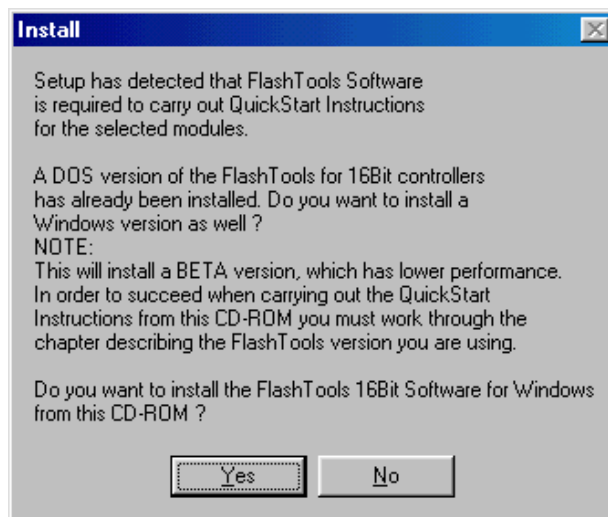 Install
Setup has detected that FlashTools Software
is required to carry out QuickStart Instructions
for the selected modules.
A DOS version of the FlashTools for 16Bit controllers
has already been installed. Do you want to install a
Windows version as well ?
NOTE:
This will install a BETA version, which has lower performance.
In order to succeed when carrying out the QuickStart
Instructions from this CD-ROM you must work through the
chapter describing the FlashTools version you are using.
Do you want to install the FlashTools 16Bit Software for Windows
from this CD-ROM ?
Yes No